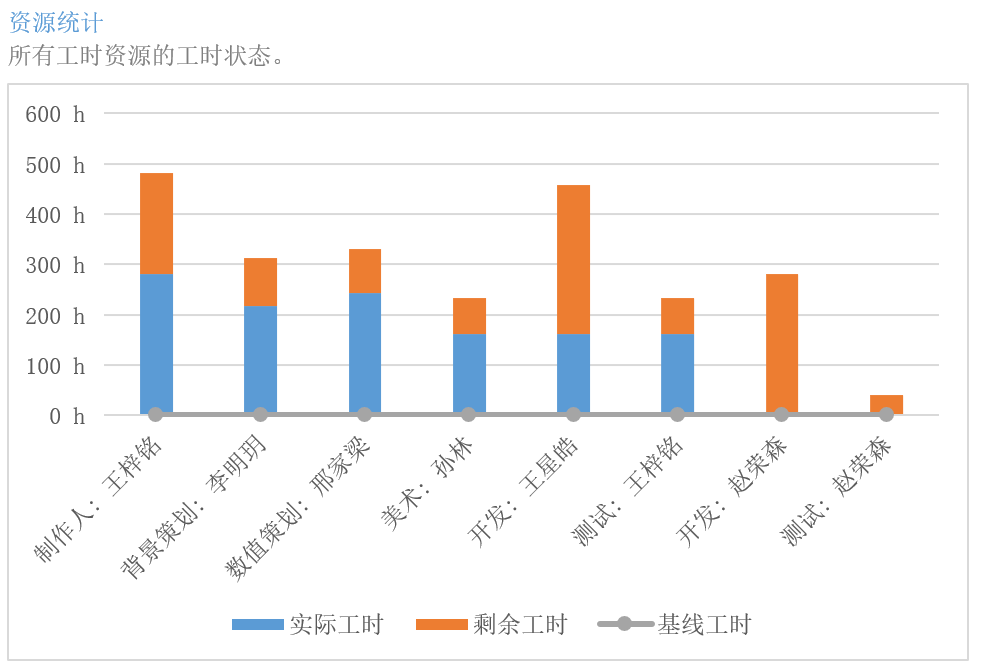 资源统计
所有工时资源的工时状态。
600 h
500 h
400 h
300 h
200 h
100 h
0 h
制作人：王梓铭
背景策划：李明玥
数值策划：邢家梁
美术：孙林
开发：王星皓
测试：王梓铭
开发：赵荣森
测试：赵荣森
实际工时
剩余工时
基线工时